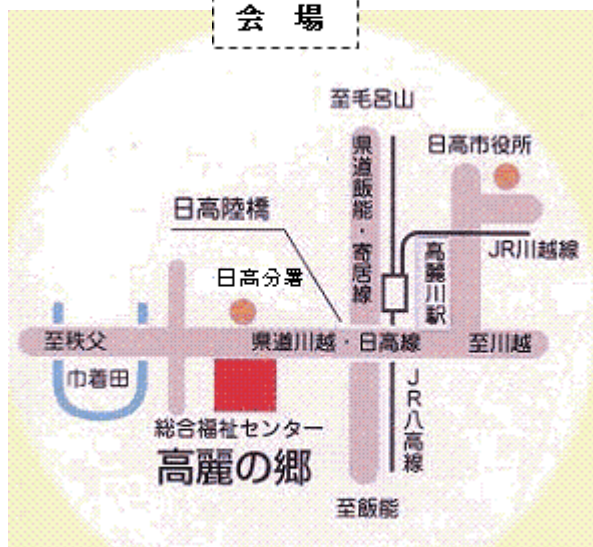 会 場
至毛呂山
日高市役所
県道飯能・寄居線
日高陸橋
高麗川駅
JR川越線
日高分署
至秩父
県道川越・日高線
至川越
巾着田
JR八高線
総合福祉センター
高麗の郷
至飯能